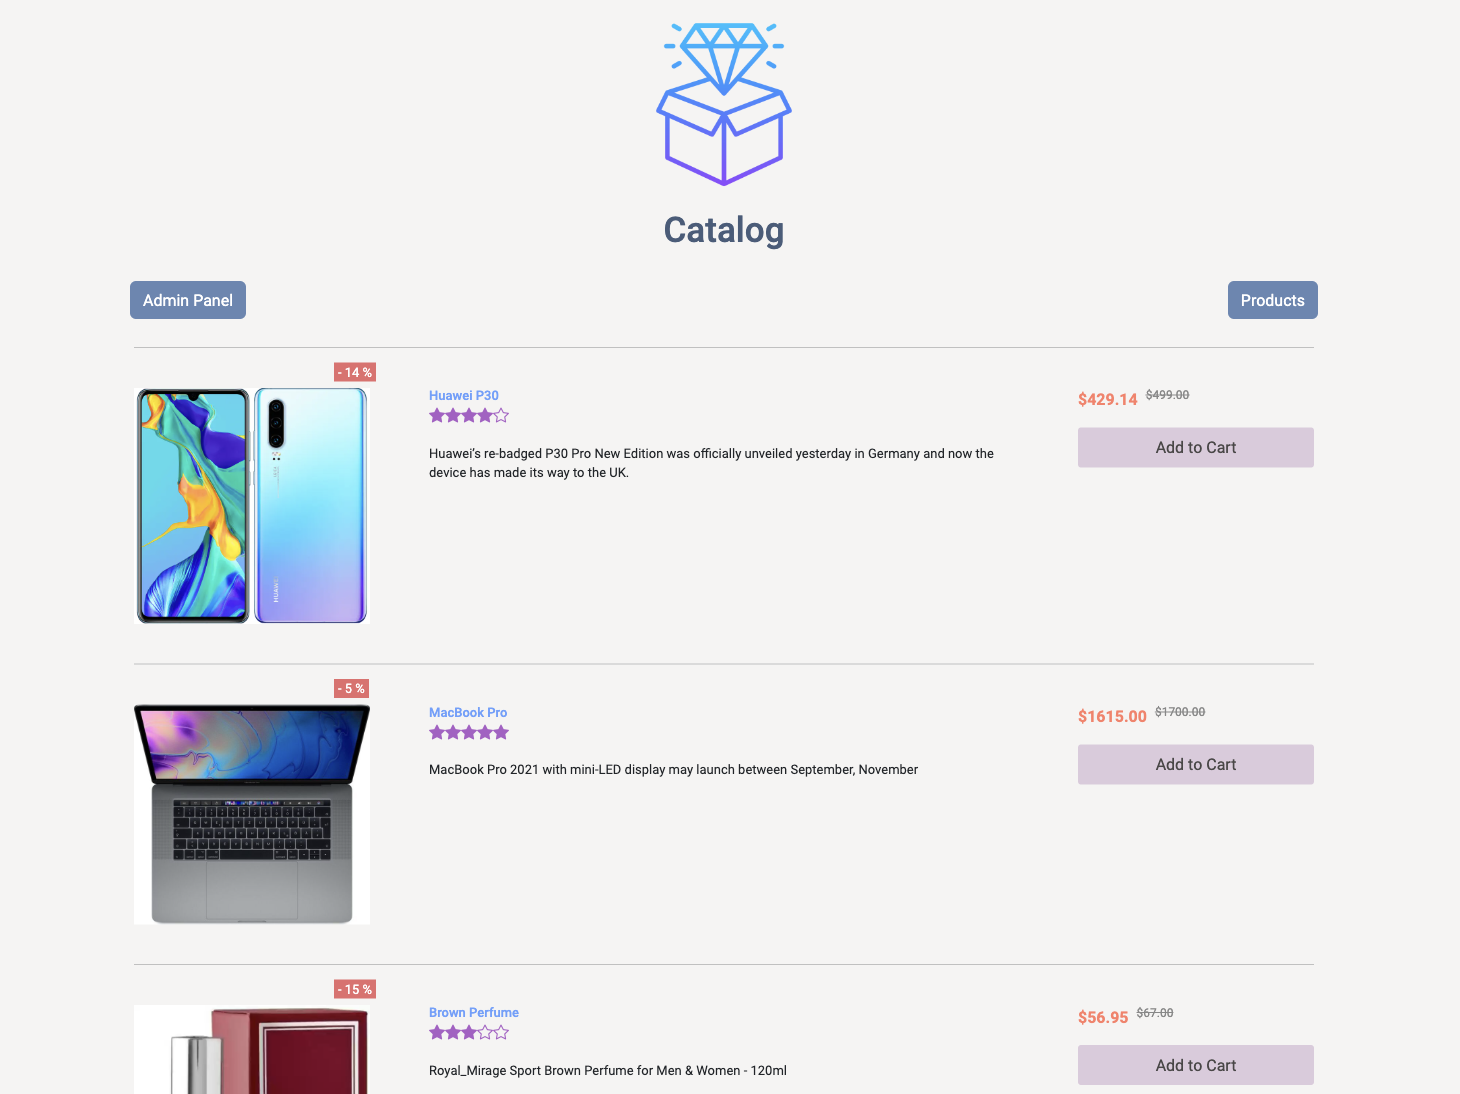 Catalog
Admin Panel
Products
- 14 %
Huawei P30
$429.14 $499.00
Add to Cart
Huawei's re-badged P30 Pro New Edition was officially unveiled yesterday in Germany and now the
device has made its way to the UK.
HUAWEI
- 5 %
MacBook Pro
$1615.00 $1700.00
Add to Cart
MacBook Pro 2021 with mini-LED display may launch between September, November
- 15 %
Brown Perfume
$56.95 $67.00
Add to Cart
Royal_Mirage Sport Brown Perfume for Men & Women - 120ml